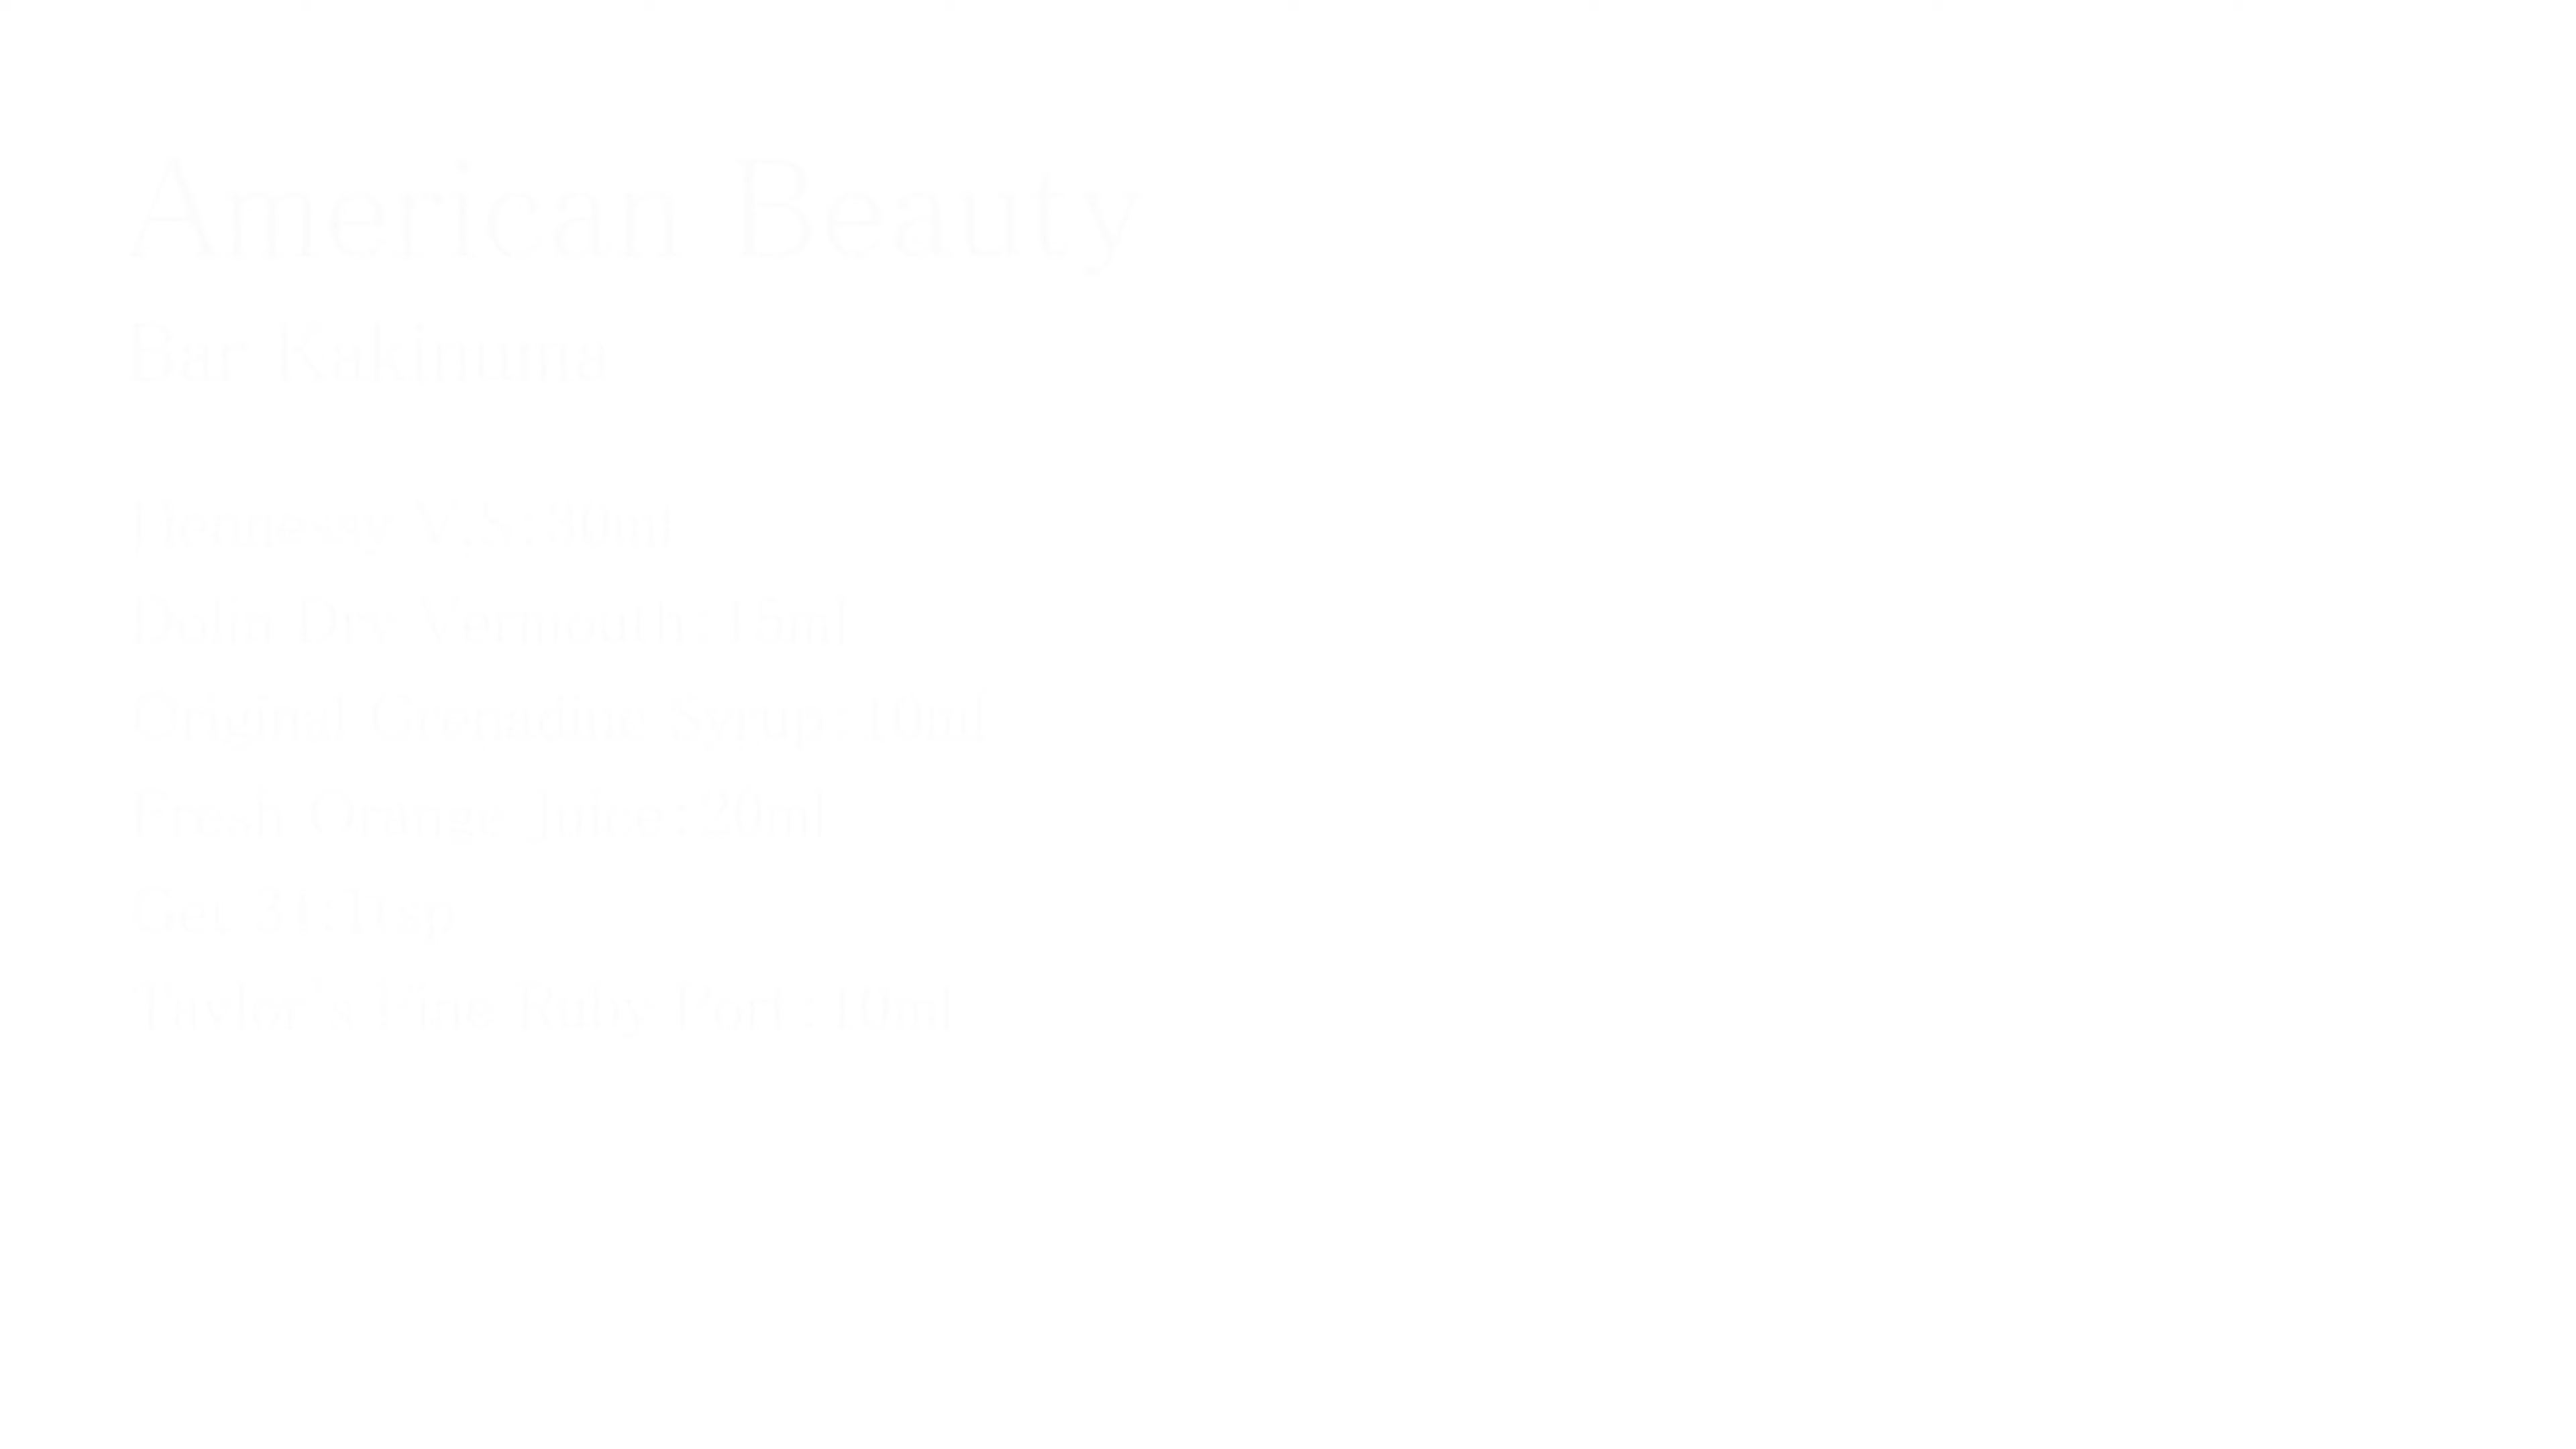 American Beauty
Bar Kakinuma
Hennessy V.S:30ml
Dolin Dry Vermouth:15ml
Original Grenadine Syrup:10ml
Fresh Orange Juice:20ml
Get 31:1tsp
Taylor's Fine Ruby Port:10ml